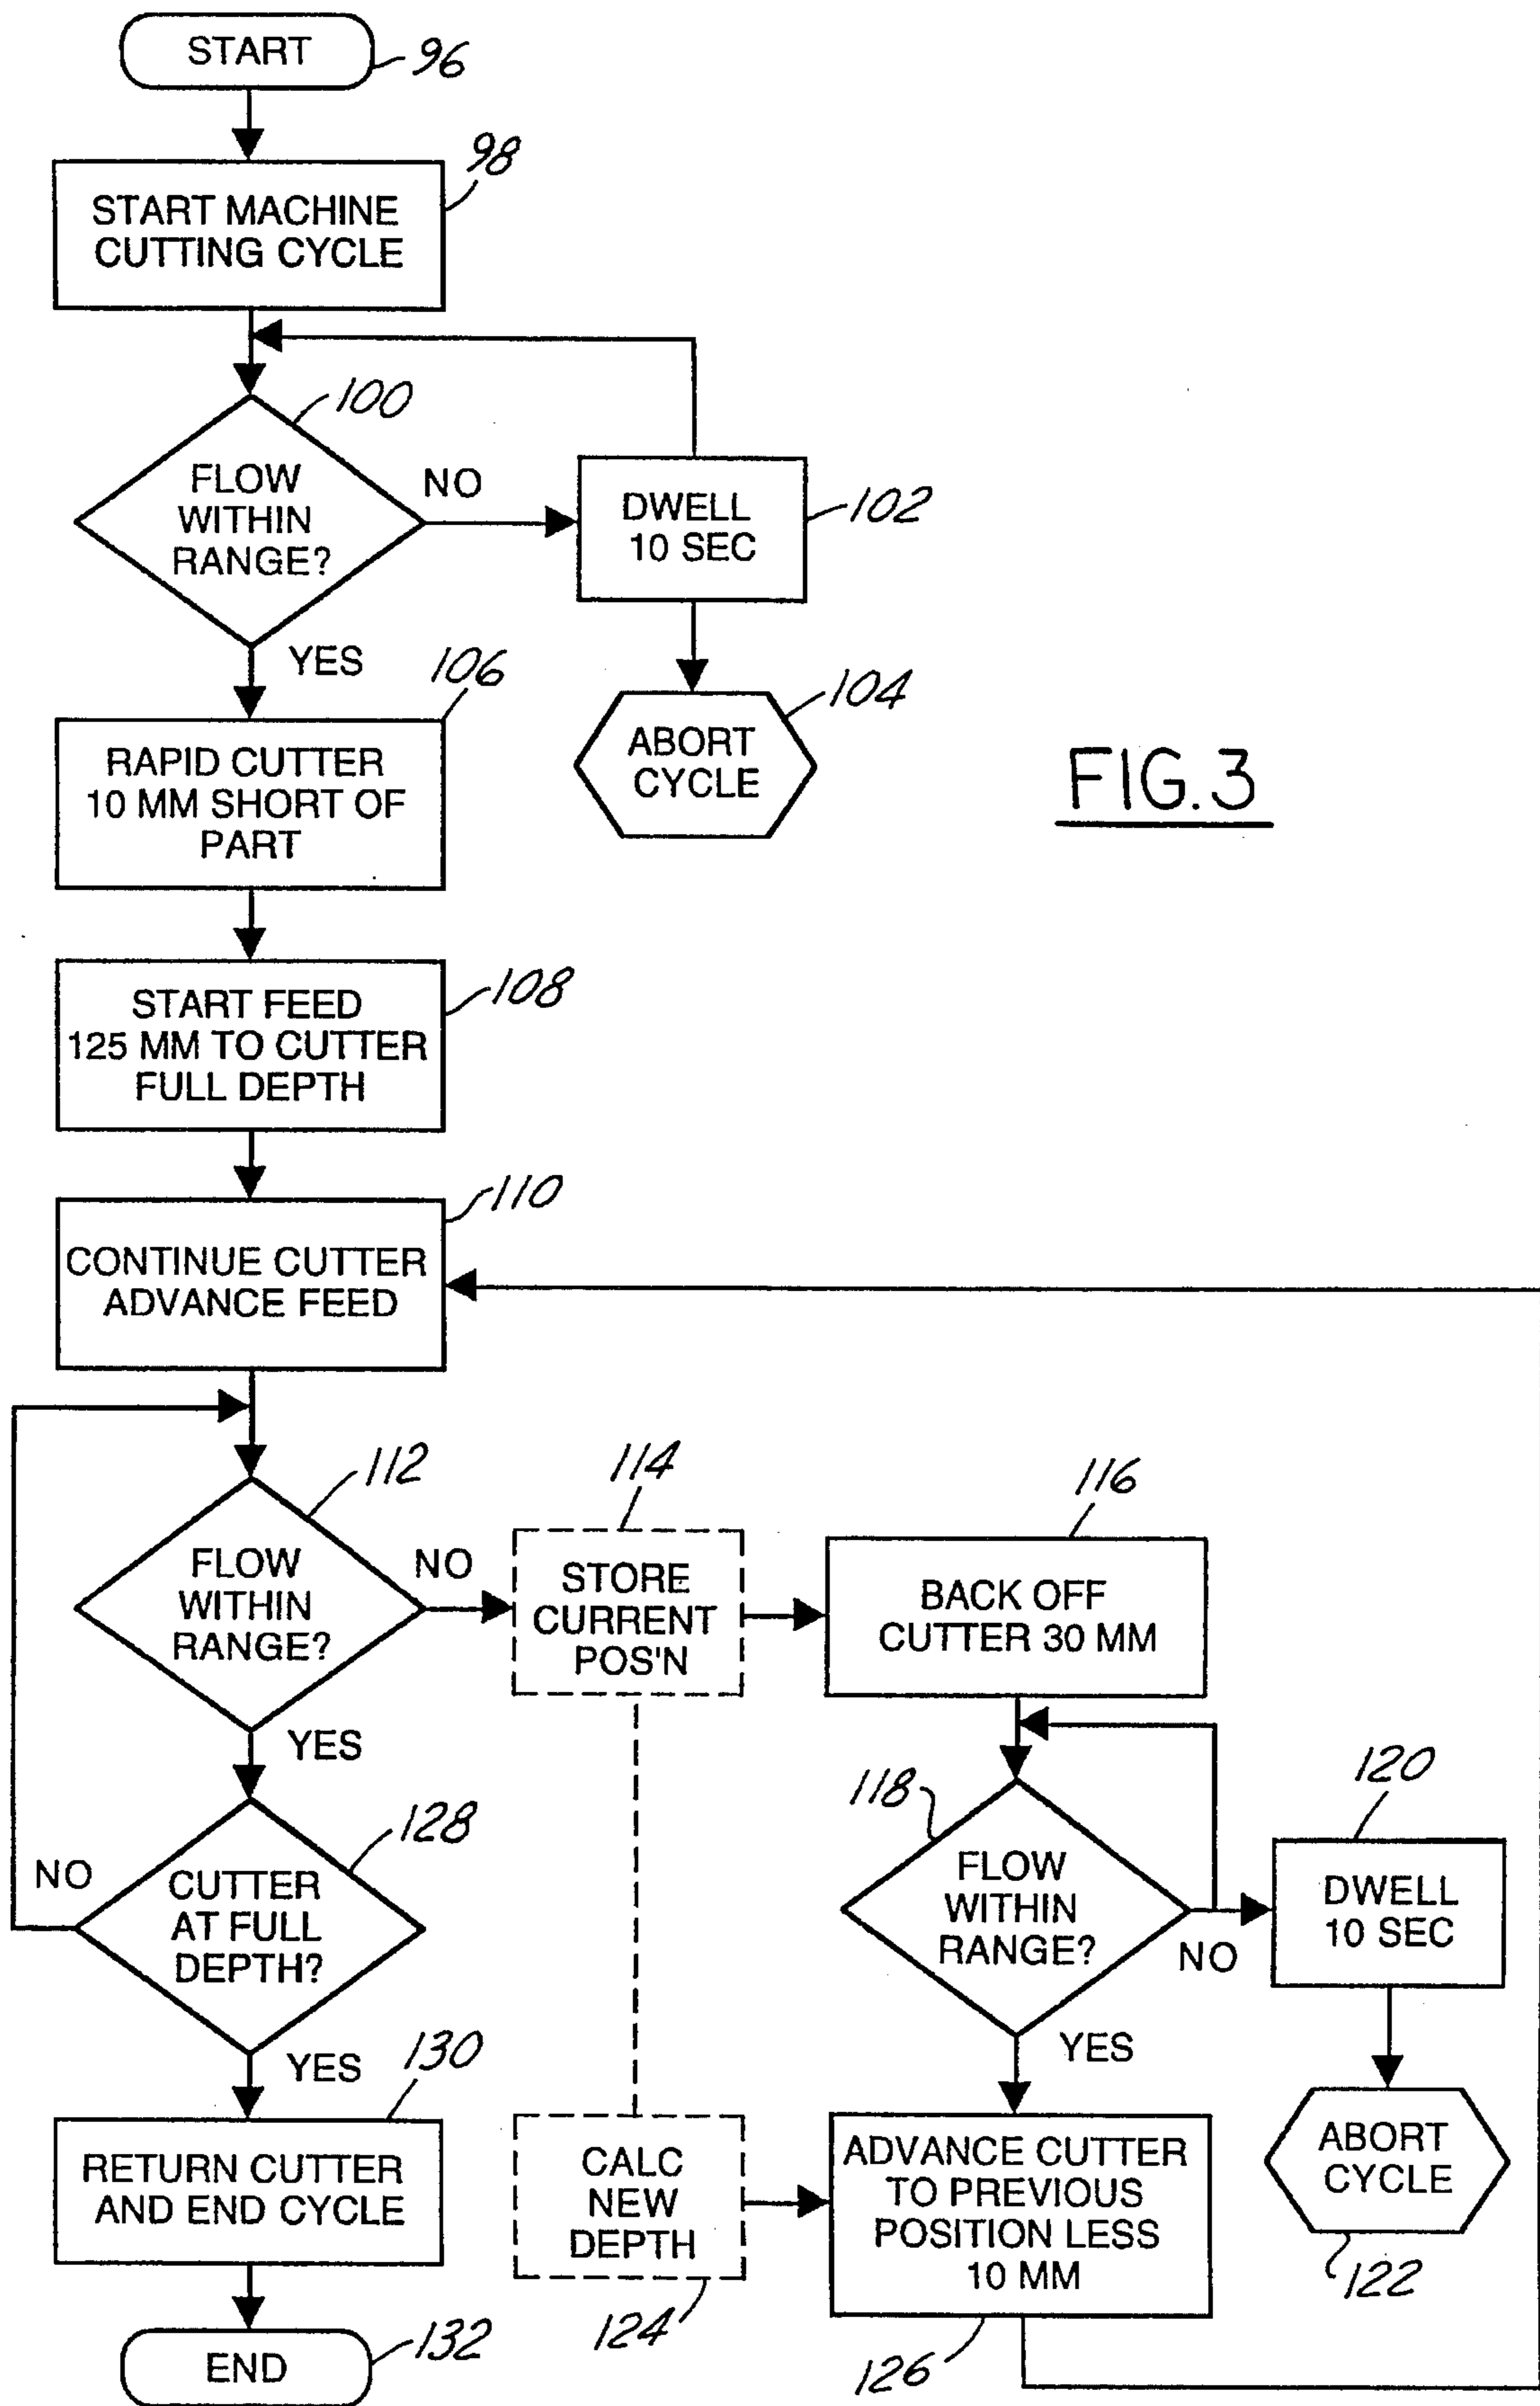 START
96
98
START MACHINE
CUTTING CYCLE
100
FLOW
WITHIN
RANGE?
NO
DWELL
10 SEC
102
YES
106
104
ABORT
CYCLE
RAPID CUTTER
10 MM SHORT OF
PART
FIG.3
START FEED
125 MM TO CUTTER
FULL DEPTH
108
110
CONTINUE CUTTER
ADVANCE FEED
112
114
116
FLOW
WITHIN
RANGE?
NO
STORE
CURRENT
POS'N
BACK OFF
CUTTER 30 MM
YES
118
120
128
NO
CUTTER
AT FULL
DEPTH?
FLOW
WITHIN
RANGE?
NO
DWELL
10 SEC
YES
130
YES
RETURN CUTTER
AND END CYCLE
CALC
NEW
DEPTH
ADVANCE CUTTER
TO PREVIOUS
POSITION LESS
10 MM
ABORT
CYCLE
122
124
126
END
132